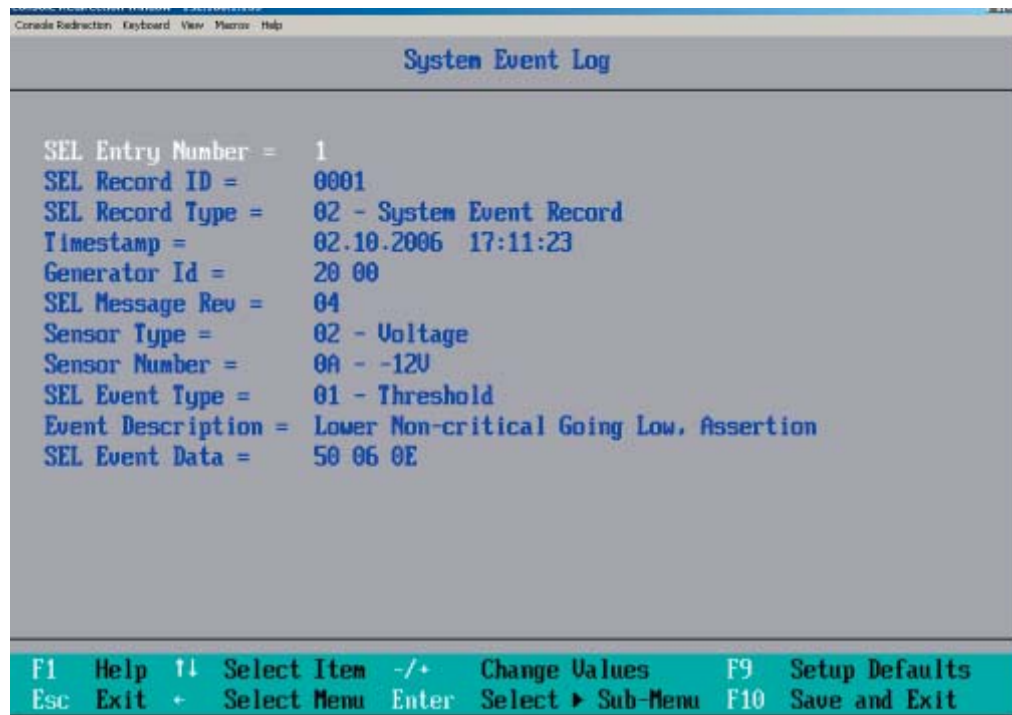 Console Redirection Keyboard View Macros Help
System Event Log
SEL Entry Number = 1
SEL Record ID = 0001
SEL Record Type = 02 - System Event Record
Timestamp = 02.10.2006 17:11:23
Generator Id = 20 00
SEL Message Rev = 04
Sensor Type = 02 - Voltage
Sensor Number = 0A - -12V
SEL Event Type = 01 - Threshold
Event Description = Lower Non-critical Going Low, Assertion
SEL Event Data = 50 06 0E
F1 Help ↑↓ Select Item -/+ Change Values F9 Setup Defaults
Esc Exit ← Select Menu Enter Select ▶ Sub-Menu F10 Save and Exit